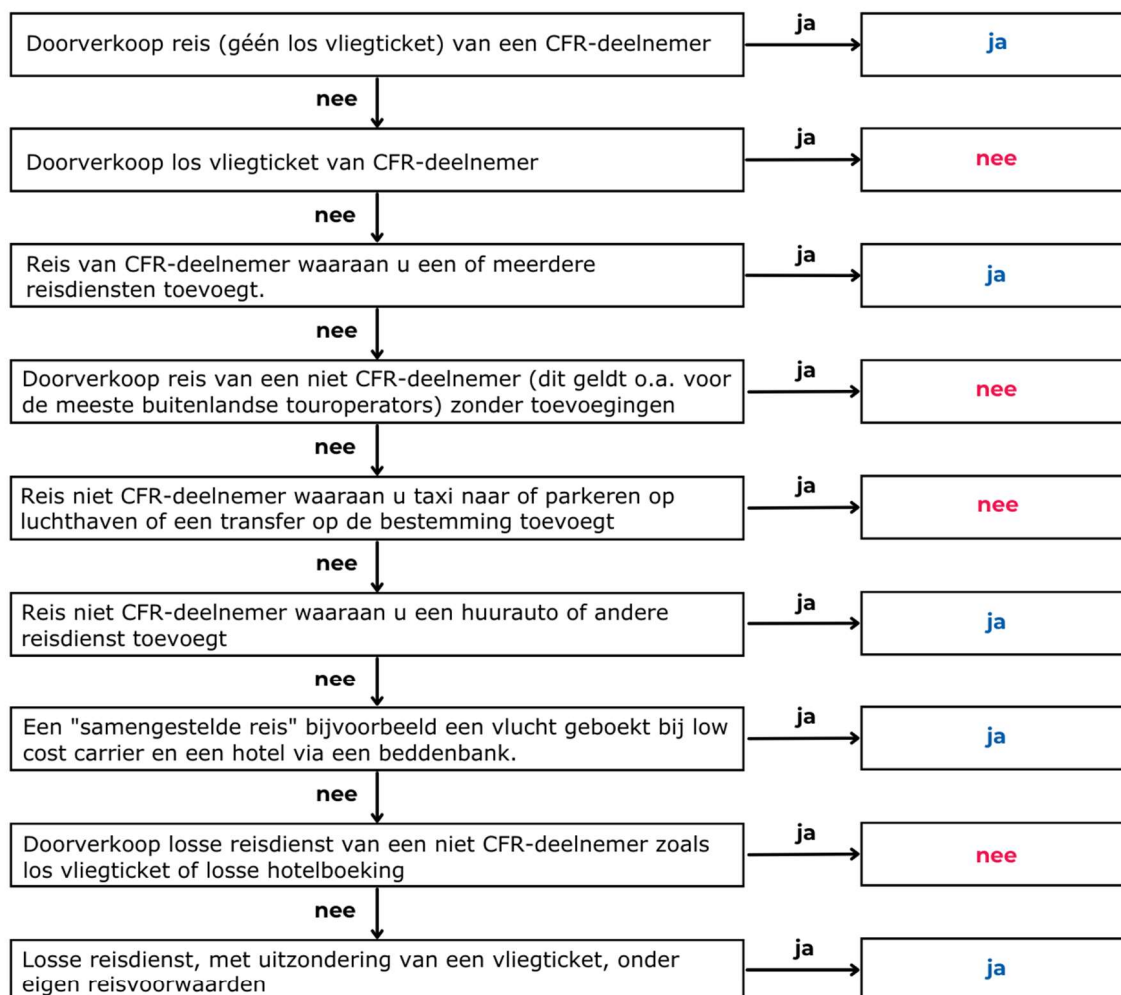 Doorverkoop reis (géén los vliegticket) van een CFR-deelnemer
ja
ja
nee
Doorverkoop los vliegticket van CFR-deelnemer
ja
nee
nee
Reis van CFR-deelnemer waaraan u een of meerdere
reisdiensten toevoegt.
ja
ja
nee
Doorverkoop reis van een niet CFR-deelnemer (dit geldt o.a. voor
de meeste buitenlandse touroperators) zonder toevoegingen
ja
nee
nee
Reis niet CFR-deelnemer waaraan u taxi naar of parkeren op
luchthaven of een transfer op de bestemming toevoegt
ja
nee
nee
Reis niet CFR-deelnemer waaraan u een huurauto of andere
reisdienst toevoegt
ja
ja
nee
Een "samengestelde reis" bijvoorbeeld een vlucht geboekt bij low
cost carrier en een hotel via een beddenbank.
ja
ja
nee
Doorverkoop losse reisdienst van een niet CFR-deelnemer zoals
los vliegticket of losse hotelboeking
ja
nee
nee
Losse reisdienst, met uitzondering van een vliegticket, onder
eigen reisvoorwaarden
ja
ja